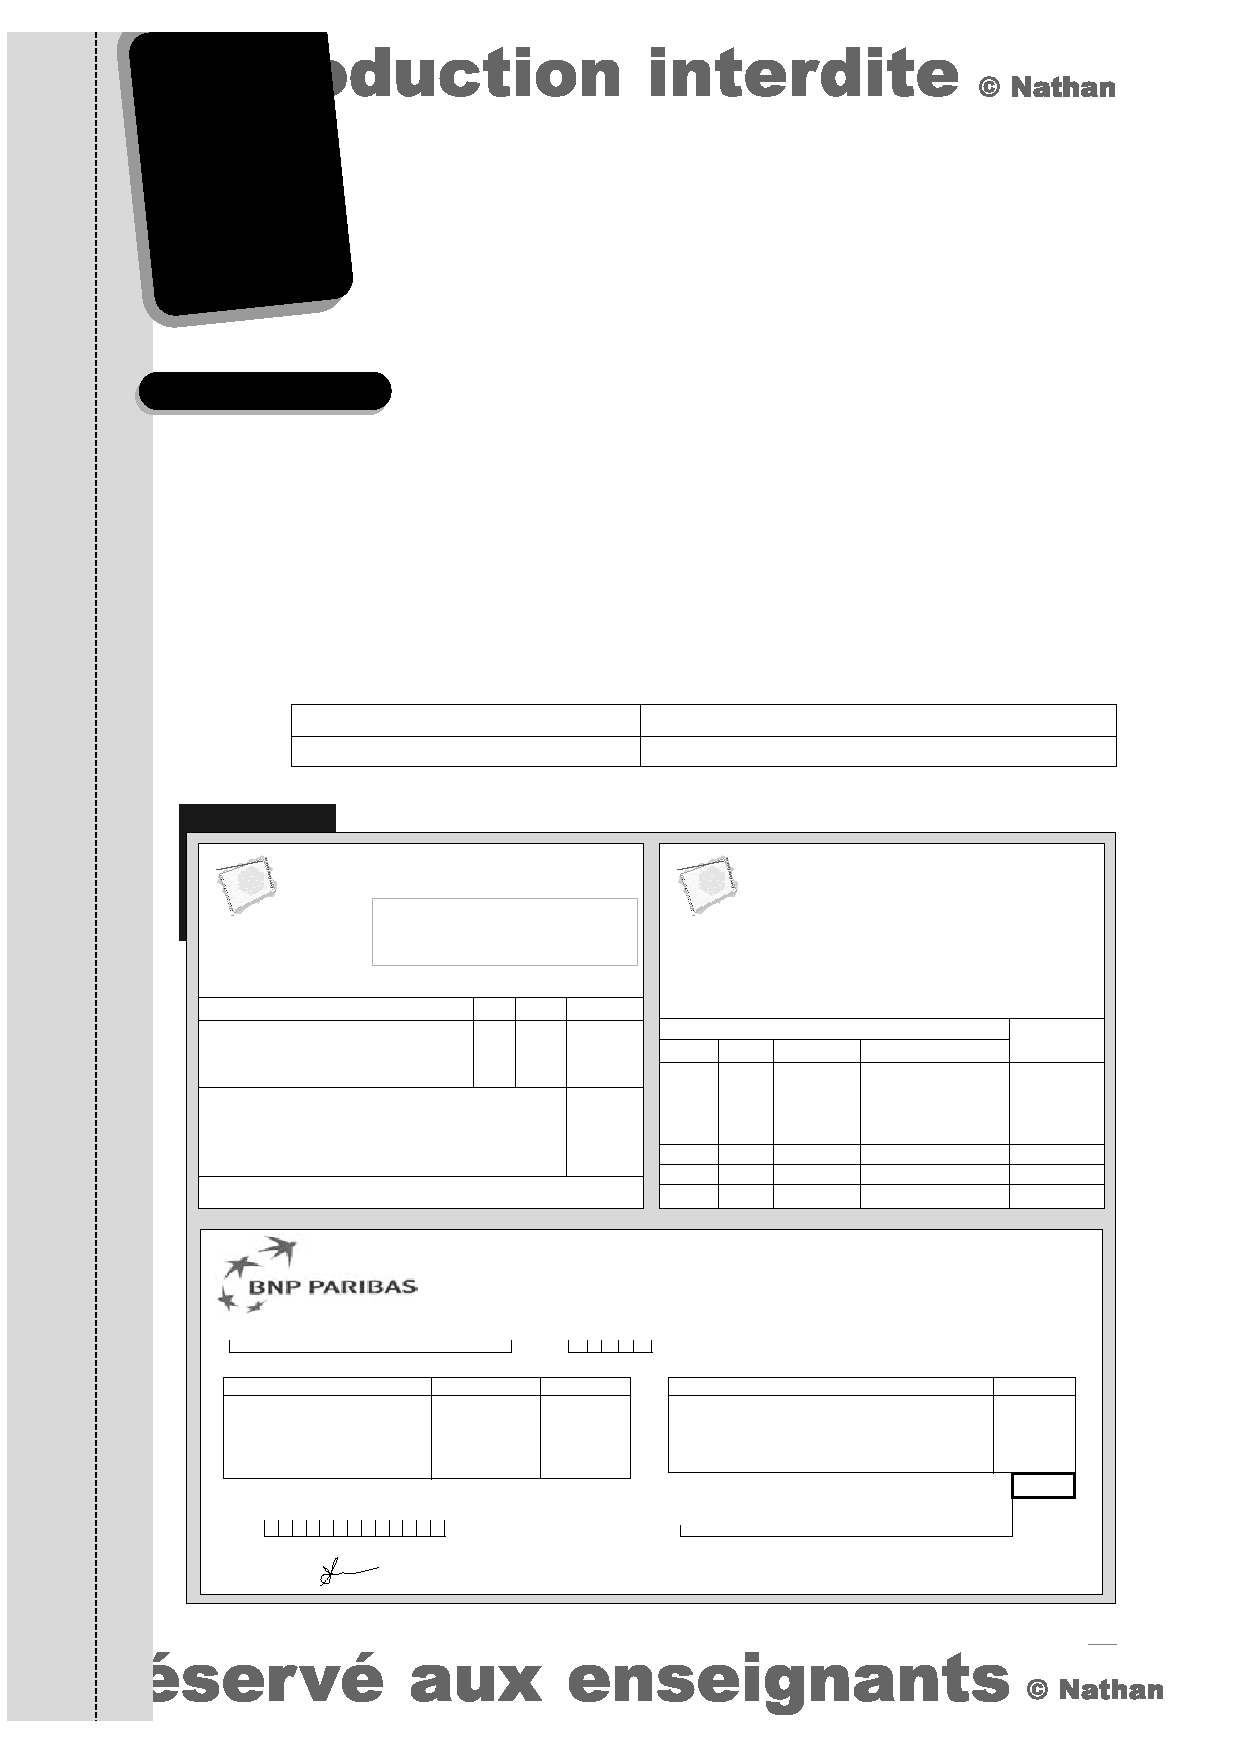 oduction interdite © Nathan
BNP PARIBAS
éservé aux enseignants © Nathan